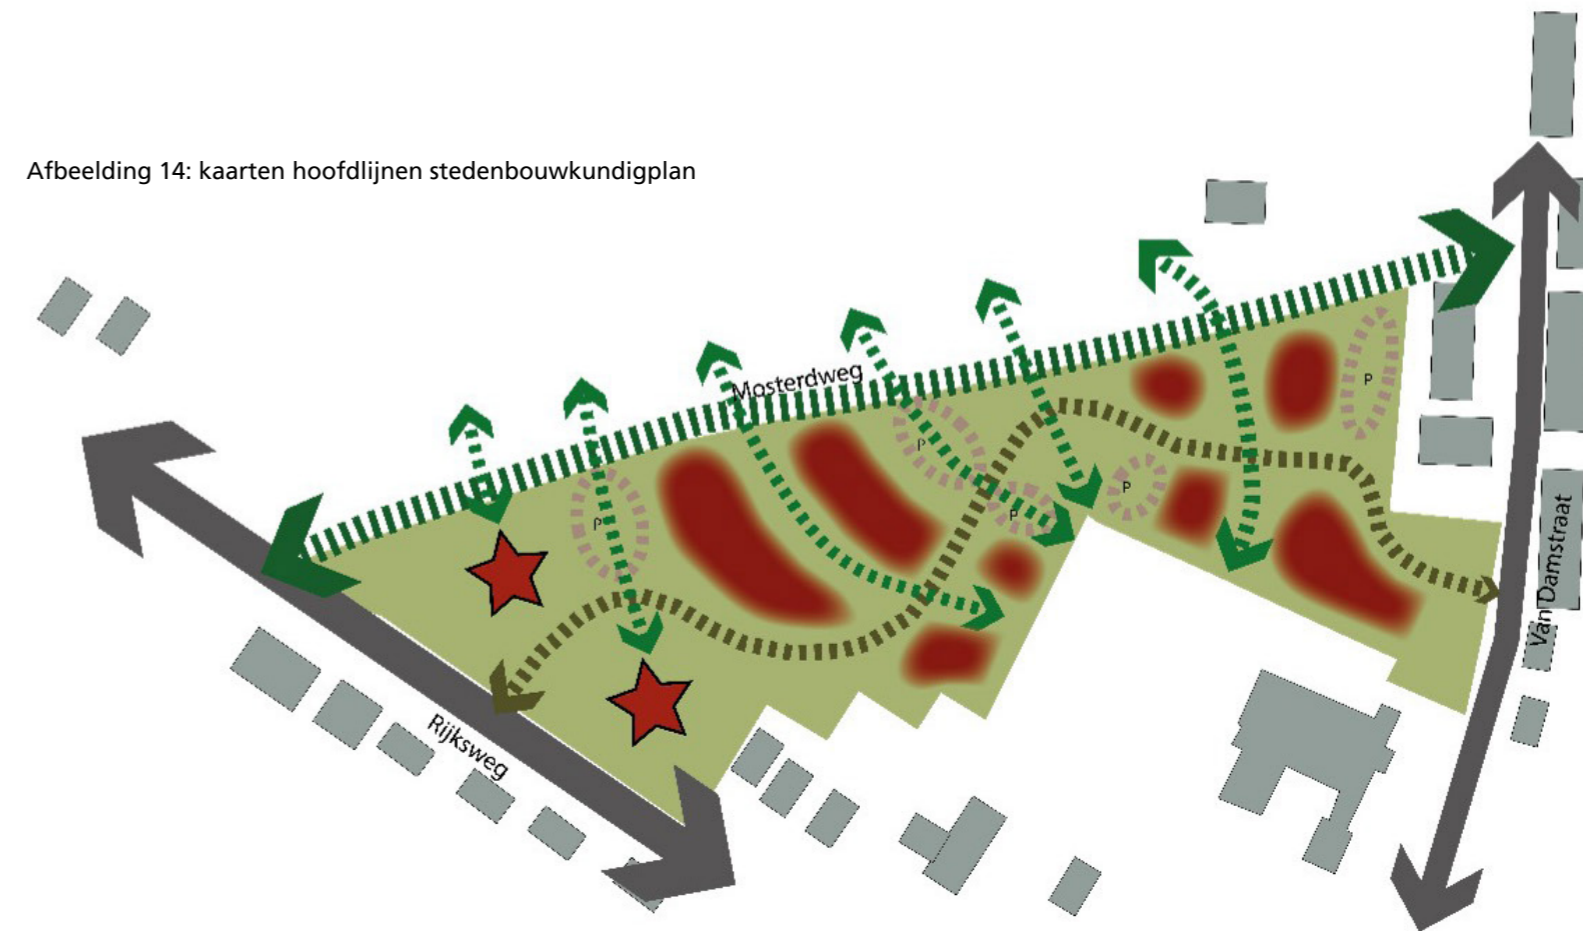 Afbeelding 14: kaarten hoofdlijnen stedenbouwkundigplan
Mosterdweg
P
P
P
P
P
Rijksweg
Van Damstraat